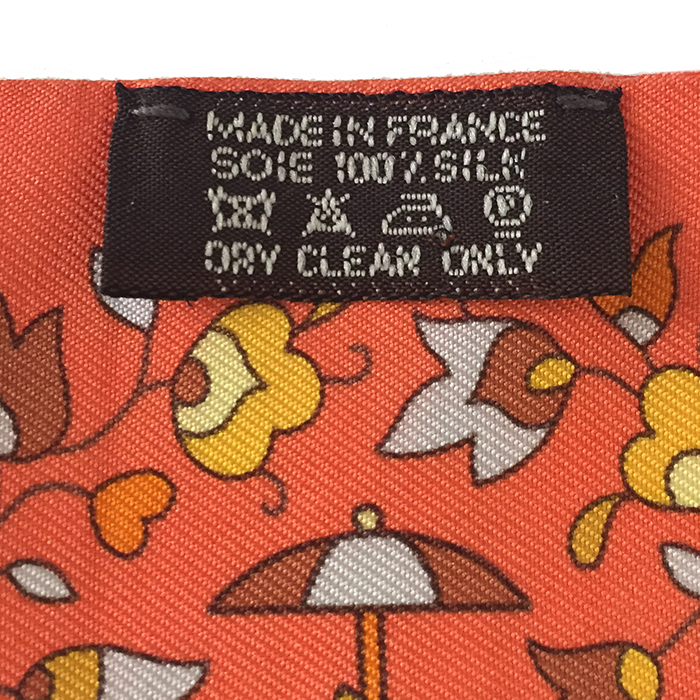 MADE IN FRANCE
SOIE 100% SILK
P
DRY CLEAN ONLY